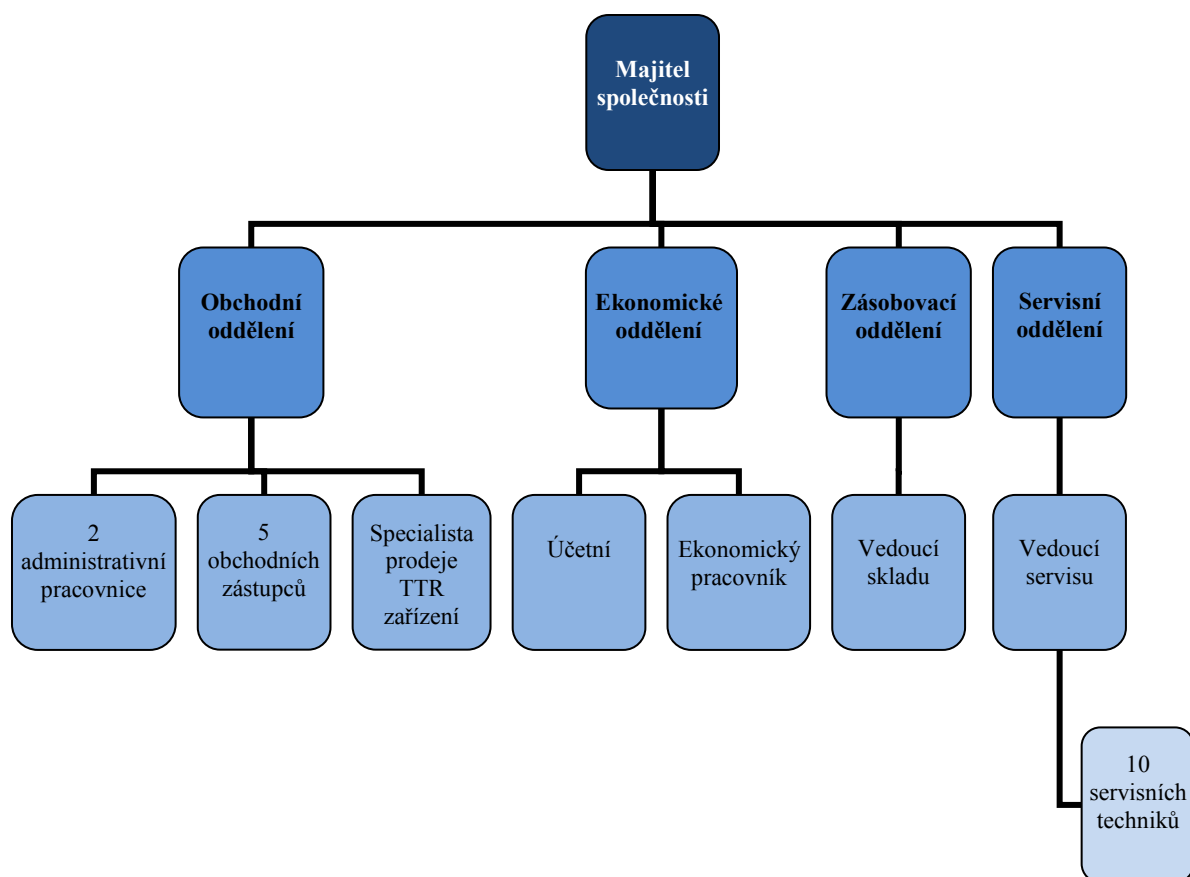 Majitel
společnosti
Obchodní
oddělení
Ekonomické
oddělení
Zásobovací
oddělení
Servisní
oddělení
2
administrativní
pracovnice
5
obchodních
zástupců
Specialista
prodeje
TTR
zařízení
Účetní
Ekonomický
pracovník
Vedoucí
skladu
Vedoucí
servisu
10
servisních
techniků